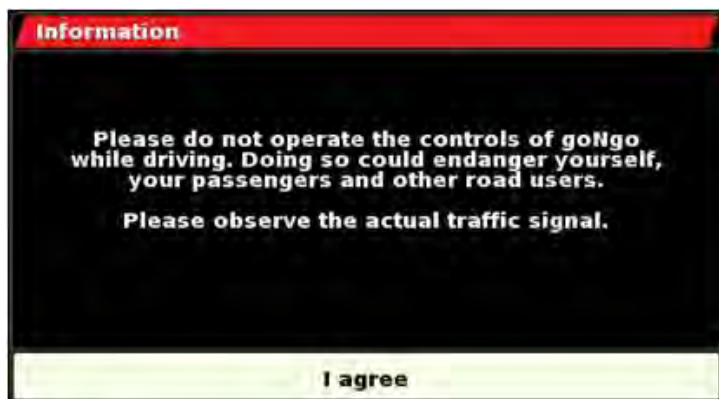 Information
Please do not operate the controls of goNgo
while driving. Doing so could endanger yourself,
your passengers and other road users.
Please observe the actual traffic signal.
I agree